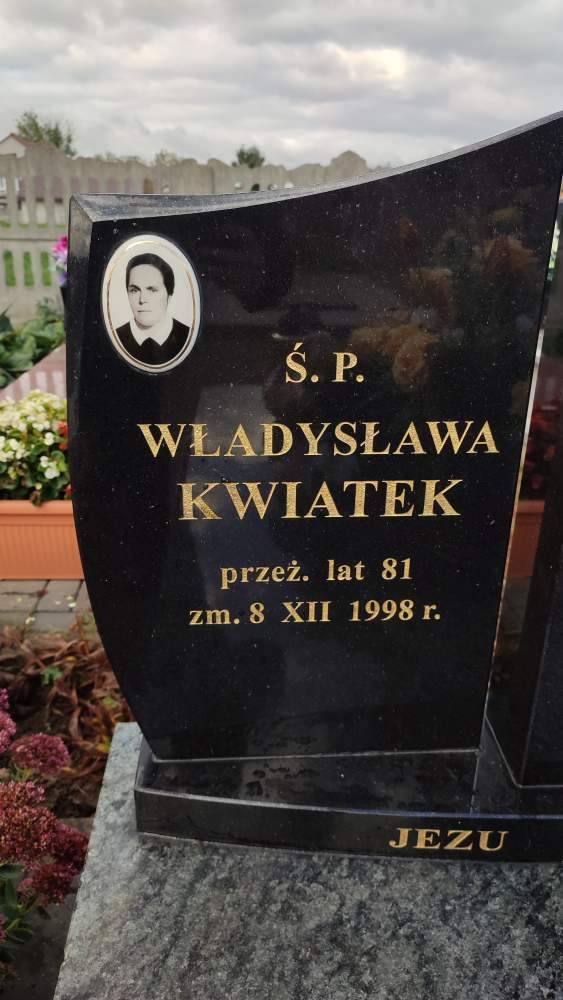 Ś. P.
WŁADYSŁAWA
KWIATEK
przeż. lat 81
zm. 8 XII 1998 r.
JEZU